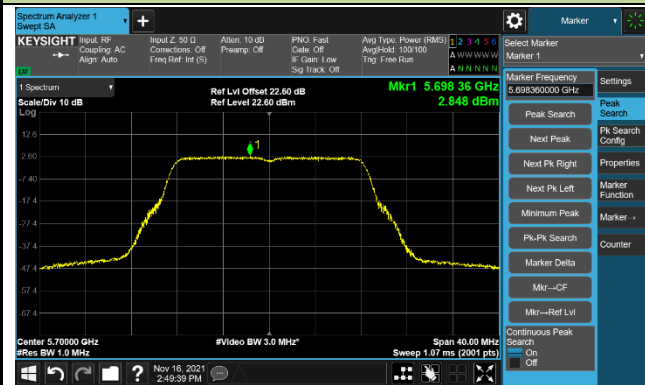 Spectrum Analyzer 1
Swept SA
Marker
KEYSIGHT
Input: RF
Coupling: AC
Align: Auto
Input Z: 50 Ω
Corrections: Off
Freq Ref: Int (S)
Atten: 10 dB
Preamp: Off
PNO: Fast
Gate: Off
IF Gain: Low
Sig Track: Off
Avg Type: Power (RMS)
Avg|Hold: 100/100
Trig: Free Run
1 2 3 4 5 6
A W W W W W
A N N N N N
LW
Select Marker
Marker 1
1 Spectrum
Scale/Div 10 dB
Log
Ref Lvl Offset 22.60 dB
Ref Level 22.60 dBm
Mkr1 5.698 36 GHz
2.848 dBm
1
12.6
2.60
-7.40
-17.4
-27.4
-37.4
-47.4
-57.4
-67.4
Center 5.70000 GHz
#Res BW 1.0 MHz
#Video BW 3.0 MHz*
Span 40.00 MHz
Sweep 1.07 ms (2001 pts)
Marker Frequency
5.698360000 GHz
Peak Search
Next Peak
Next Pk Right
Next Pk Left
Minimum Peak
Pk-Pk Search
Marker Delta
Mkr→CF
Mkr→Ref Lvl
Continuous Peak
Search
On
Off
Settings
Peak
Search
Pk Search
Config
Properties
Marker
Function
Marker→
Counter
?
Nov 16, 2021
2:49:39 PM